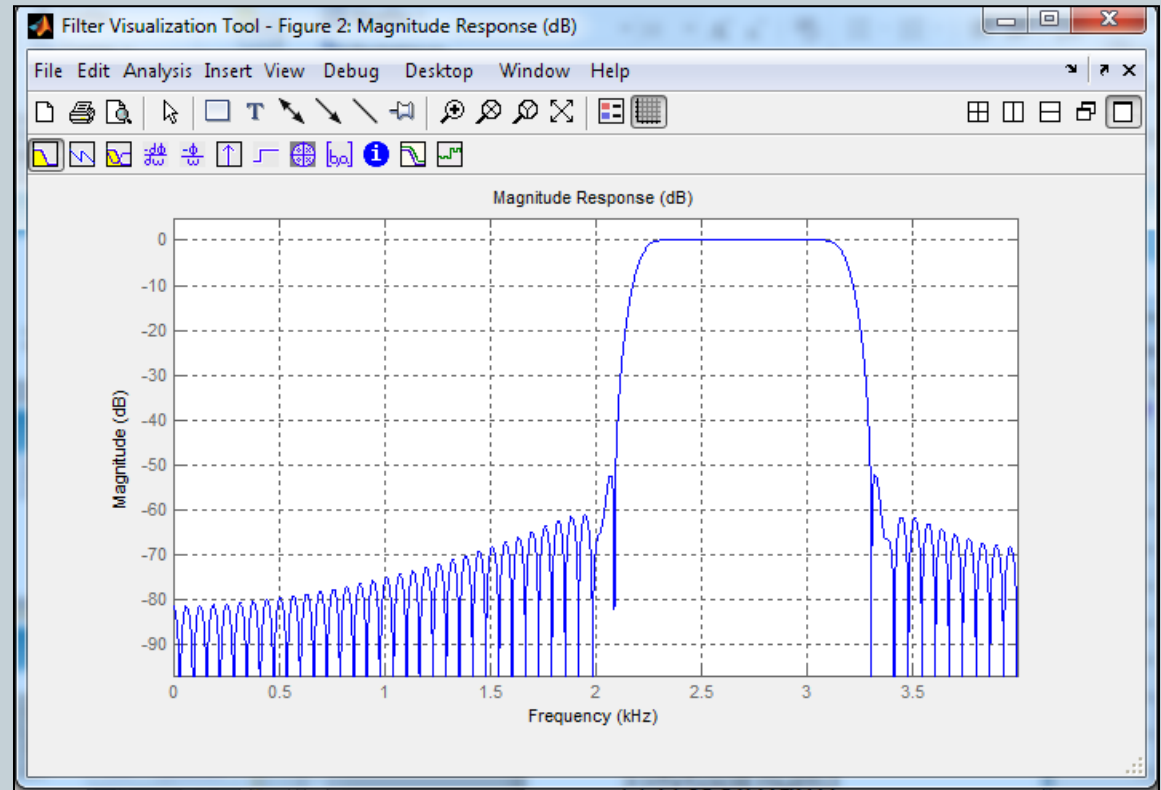 Filter Visualization Tool - Figure 2: Magnitude Response (dB)
File Edit Analysis Insert View Debug Desktop Window Help
Magnitude Response (dB)
0
-10
-20
-30
-40
-50
-60
-70
-80
-90
Magnitude (dB)
0 0.5 1 1.5 2 2.5 3 3.5
Frequency (kHz)